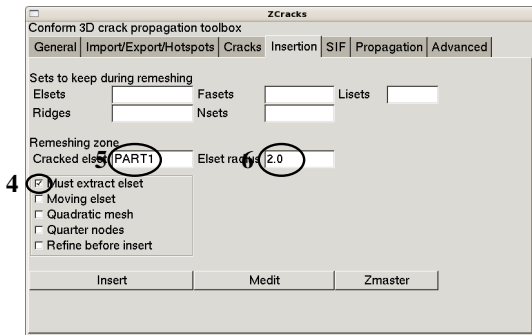 ZCracks
Conform 3D crack propagation toolbox
General Import/Export/Hotspots Cracks Insertion SIF Propagation Advanced
Sets to keep during remeshing
Elsets Fasets Lisets
Ridges Nsets
Remeshing zone
Cracked elset 5 PART1 Elset radius 6 2.0
4 Must extract elset
Moving elset
Quadratic mesh
Quarter nodes
Refine before insert
Insert Medit Zmaster